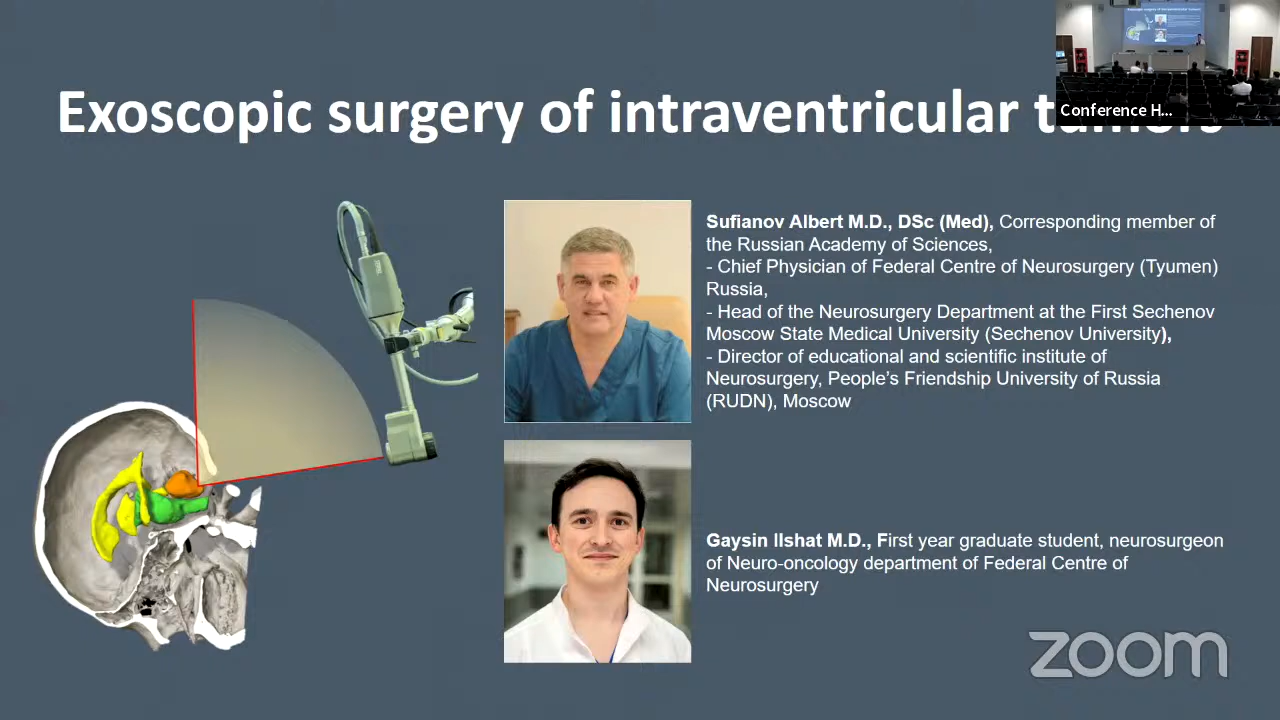 Exoscopic surgery of intraventricular tumors
Conference H...
Sufianov Albert M.D., DSc (Med), Corresponding member of
the Russian Academy of Sciences,
- Chief Physician of Federal Centre of Neurosurgery (Tyumen)
Russia,
- Head of the Neurosurgery Department at the First Sechenov
Moscow State Medical University (Sechenov University),
- Director of educational and scientific institute of
Neurosurgery, People's Friendship University of Russia
(RUDN), Moscow
Gaysin Ilshat M.D., First year graduate student, neurosurgeon
of Neuro-oncology department of Federal Centre of
Neurosurgery
zoom